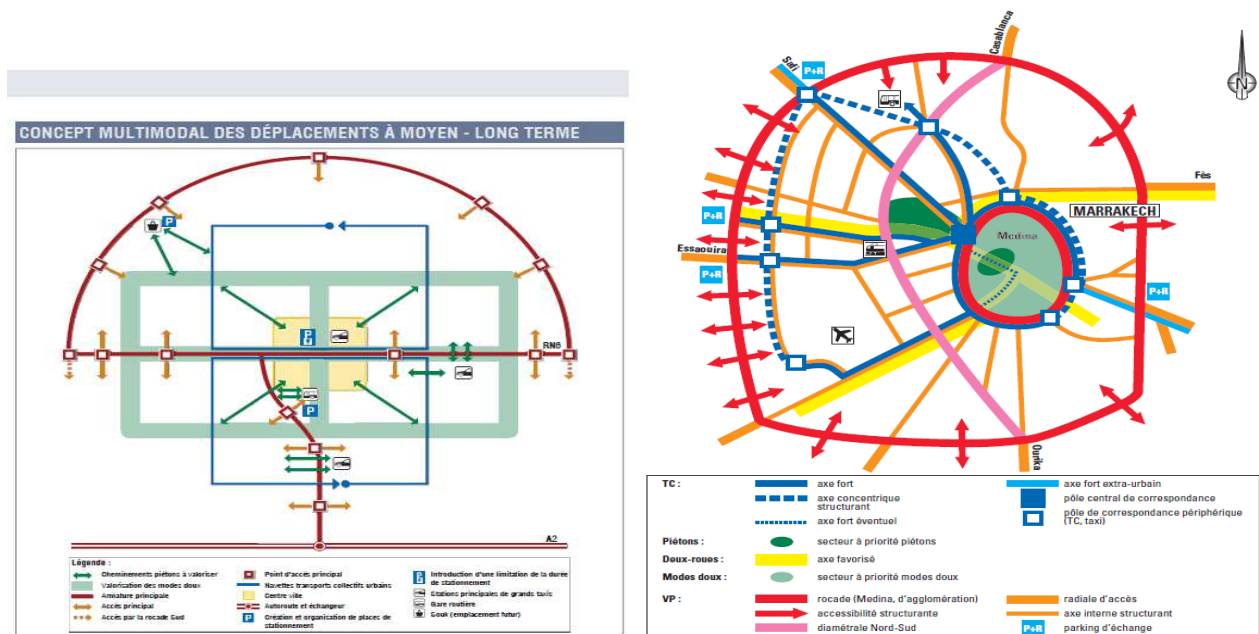 CONCEPT MULTIMODAL DES DÉPLACEMENTS À MOYEN - LONG TERME
P
P
RN6
P
A2
Légende :
Cheminements piétons à valoriser
Valorisation des modes doux
Armature principale
Accès principal
Accès par la rocade Sud
Point d'accès principal
Navettes transports collectifs urbains
Centre ville
Autoroute et échangeur
P
Création et organisation de places de
stationnement
P
Introduction d'une limitation de la durée
de stationnement
Stations principales de grands taxis
Gare routière
Souk (emplacement futur)
Safi
P+R
Casablanca
N
Fès
MARRAKECH
Medina
P+R
Essaouira
P+R
P+R
Ourika
TC :
axe fort
axe concentrique
structurant
axe fort éventuel
axe fort extra-urbain
pôle central de correspondance
pôle de correspondance périphérique
(TC, taxi)
Piétons :
secteur à priorité piétons
Deux-roues :
axe favorisé
Modes doux :
secteur à priorité modes doux
VP :
rocade (Medina, d'agglomération)
accessibilité structurante
diamétrale Nord-Sud
radiale d'accès
axe interne structurant
P+R
parking d'échange